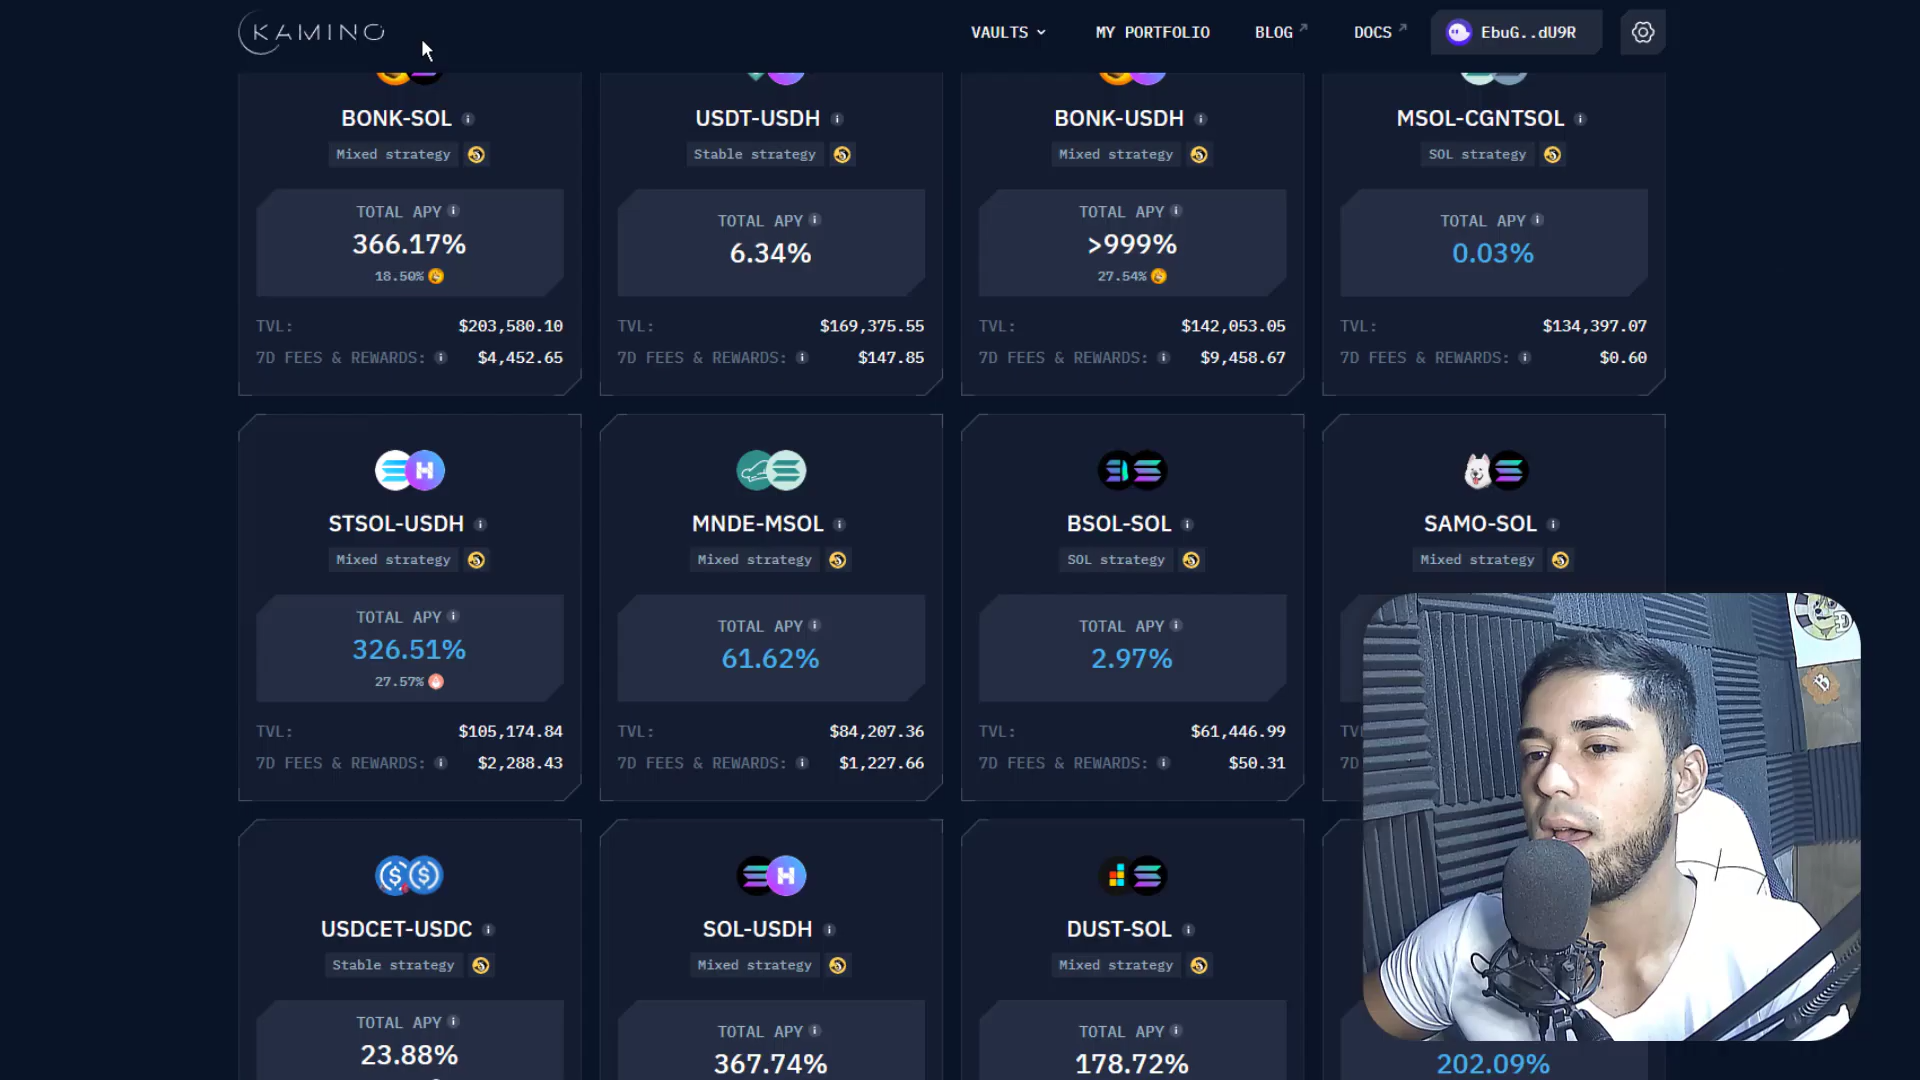 KAMINO
VAULTS
MY PORTFOLIO
BLOG
DOCS
EbuG..dU9R
BONK-SOL
Mixed strategy
TOTAL APY
366.17%
18.50%
TVL: $203,580.10
7D FEES & REWARDS: $4,452.65
USDT-USDH
Stable strategy
TOTAL APY
6.34%
TVL: $169,375.55
7D FEES & REWARDS: $147.85
BONK-USDH
Mixed strategy
TOTAL APY
>999%
27.54%
TVL: $142,053.05
7D FEES & REWARDS: $9,458.67
MSOL-CGNTSOL
SOL strategy
TOTAL APY
0.03%
TVL: $134,397.07
7D FEES & REWARDS: $0.60
STSOL-USDH
Mixed strategy
TOTAL APY
326.51%
27.57%
TVL: $105,174.84
7D FEES & REWARDS: $2,288.43
MNDE-MSOL
Mixed strategy
TOTAL APY
61.62%
TVL: $84,207.36
7D FEES & REWARDS: $1,227.66
BSOL-SOL
SOL strategy
TOTAL APY
2.97%
TVL: $61,446.99
7D FEES & REWARDS: $50.31
SAMO-SOL
Mixed strategy
7D
USDCET-USDC
Stable strategy
TOTAL APY
23.88%
SOL-USDH
Mixed strategy
TOTAL APY
367.74%
DUST-SOL
Mixed strategy
TOTAL APY
178.72%
202.09%